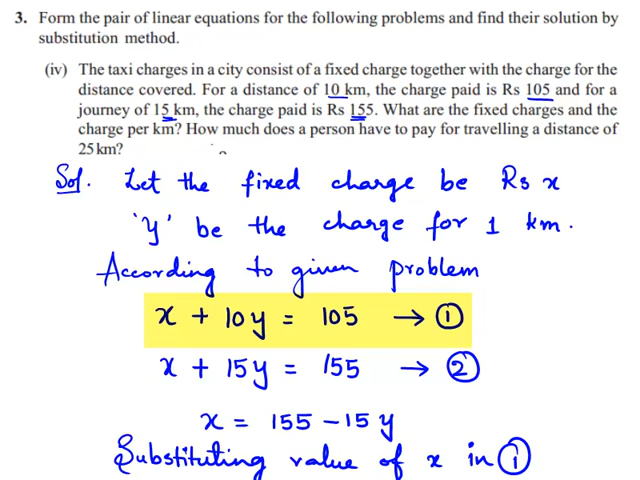 3. Form the pair of linear equations for the following problems and find their solution by
substitution method.
(iv) The taxi charges in a city consist of a fixed charge together with the charge for the
distance covered. For a distance of 10 km, the charge paid is Rs 105 and for a
journey of 15 km, the charge paid is Rs 155. What are the fixed charges and the
charge per km? How much does a person have to pay for travelling a distance of
25 km?
Sol. Let the fixed charge be Rs x
'y' be the charge for 1 km.
According to given problem
x + 10y = 105 → ①
x + 15y = 155 → ②
x = 155 - 15y
Substituting value of x in ①